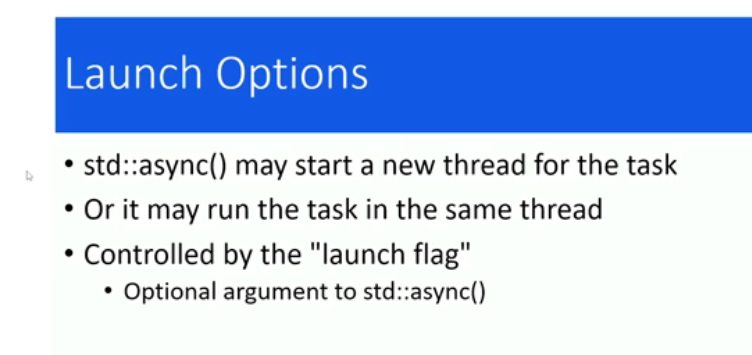 Launch Options
• std::async() may start a new thread for the task
• Or it may run the task in the same thread
• Controlled by the "launch flag"
• Optional argument to std::async()